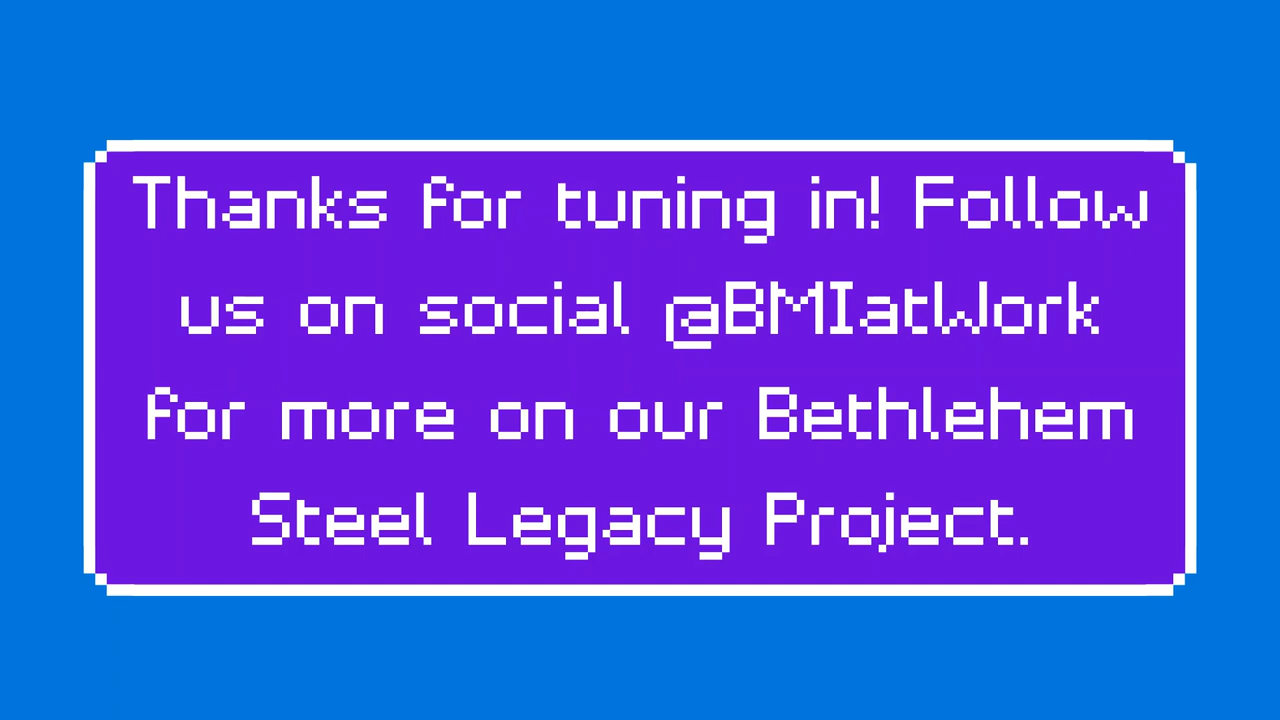 Thanks for tuning in! Follow
us on social @BMIatWork
for more on our Bethlehem
Steel Legacy Project.